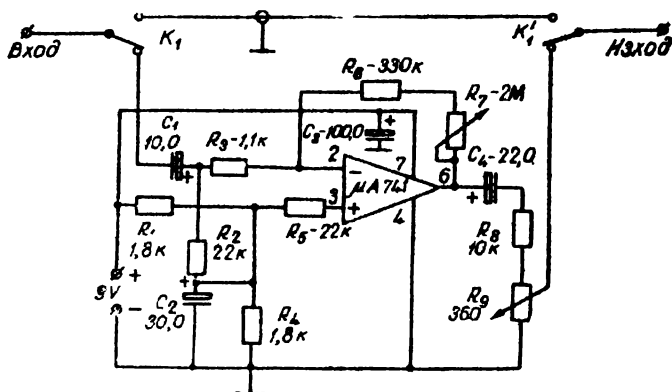 Вход
K₁
K₁'
Изход
R₆-330к
R₇-2М
C₁
10,0
R₃-1,1к
C₃-100,0
+
C₄-22,0
+
2
−
7
6
+
3
+
μA741
4
R₁
1,8к
R₂
22к
R₅-22к
R₈
10к
9V
+
−
+
C₂
30,0
R₄
1,8к
R₉
360